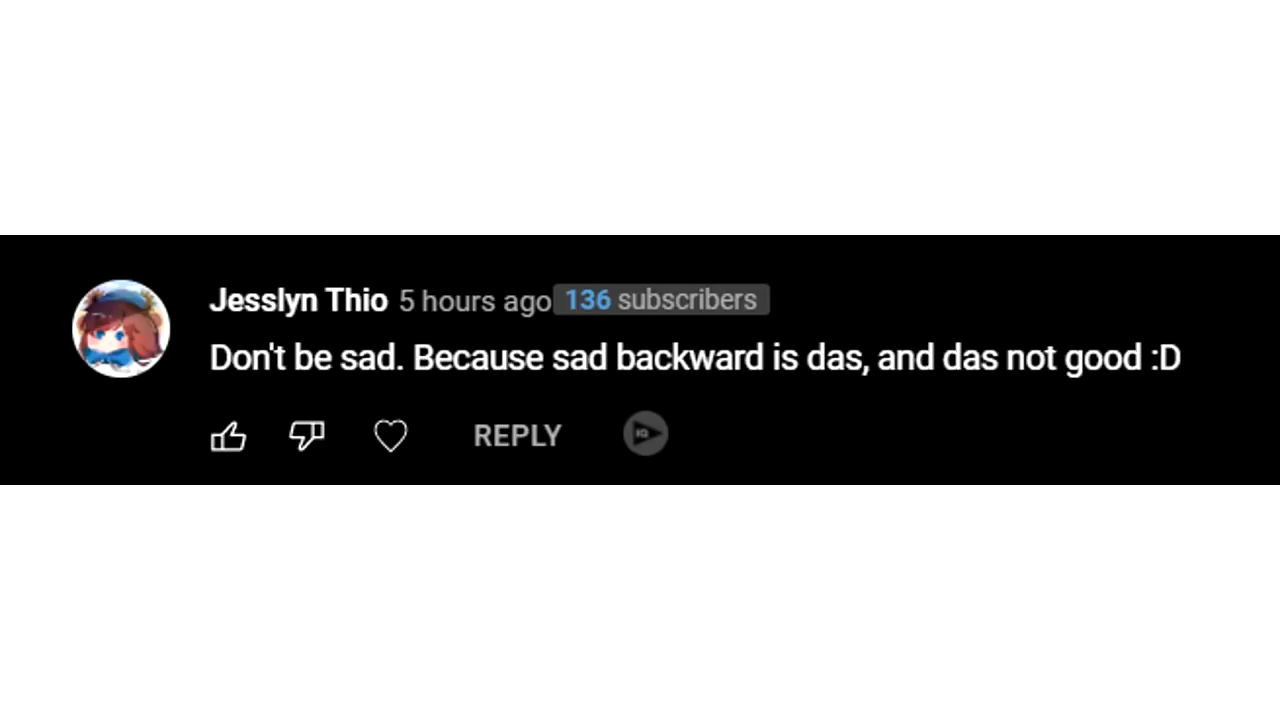 Jesslyn Thio 5 hours ago 136 subscribers
Don't be sad. Because sad backward is das, and das not good :D
REPLY IQ